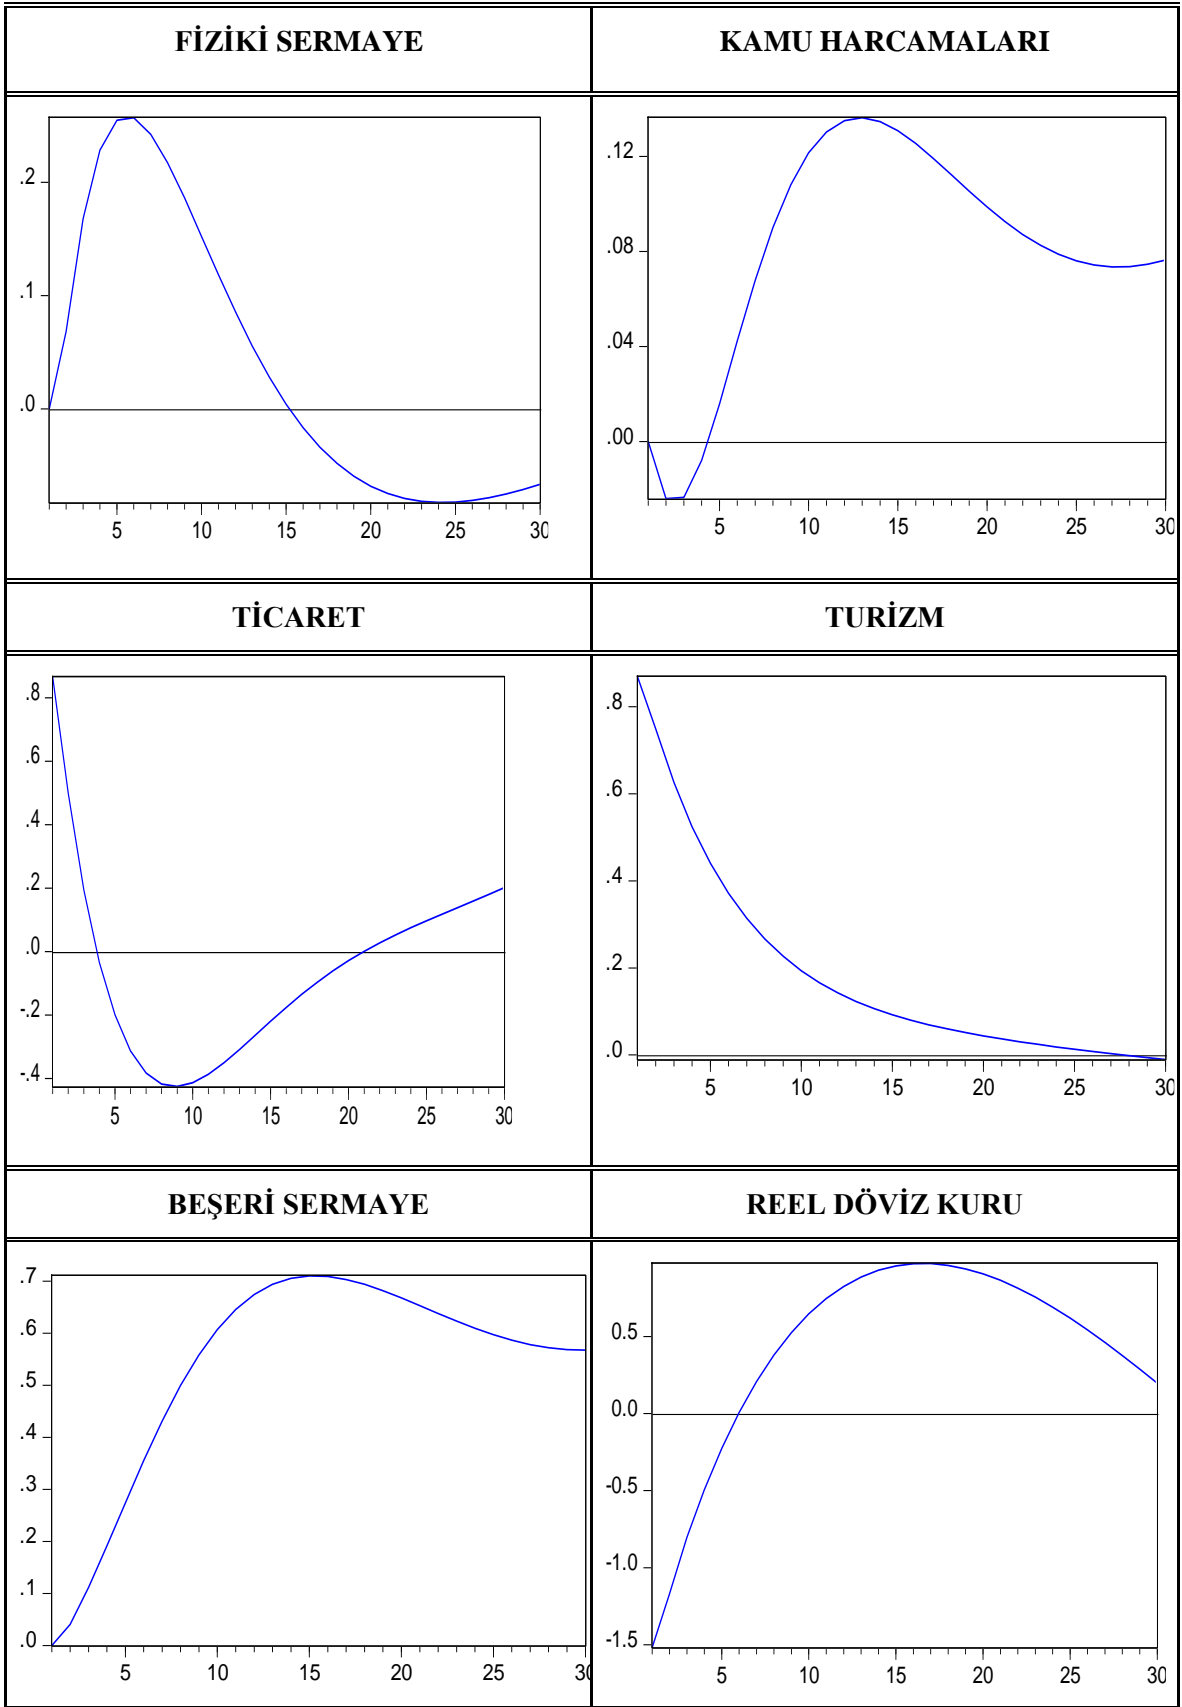 FİZİKİ SERMAYE
KAMU HARCAMALARI
.2
.1
.0
5 10 15 20 25 30
.12
.08
.04
.00
5 10 15 20 25 30
TİCARET
TURİZM
.8
.6
.4
.2
.0
-.2
-.4
5 10 15 20 25 30
.8
.6
.4
.2
.0
5 10 15 20 25 30
BEŞERİ SERMAYE
REEL DÖVİZ KURU
.7
.6
.5
.4
.3
.2
.1
.0
5 10 15 20 25 30
0.5
0.0
-0.5
-1.0
-1.5
5 10 15 20 25 30